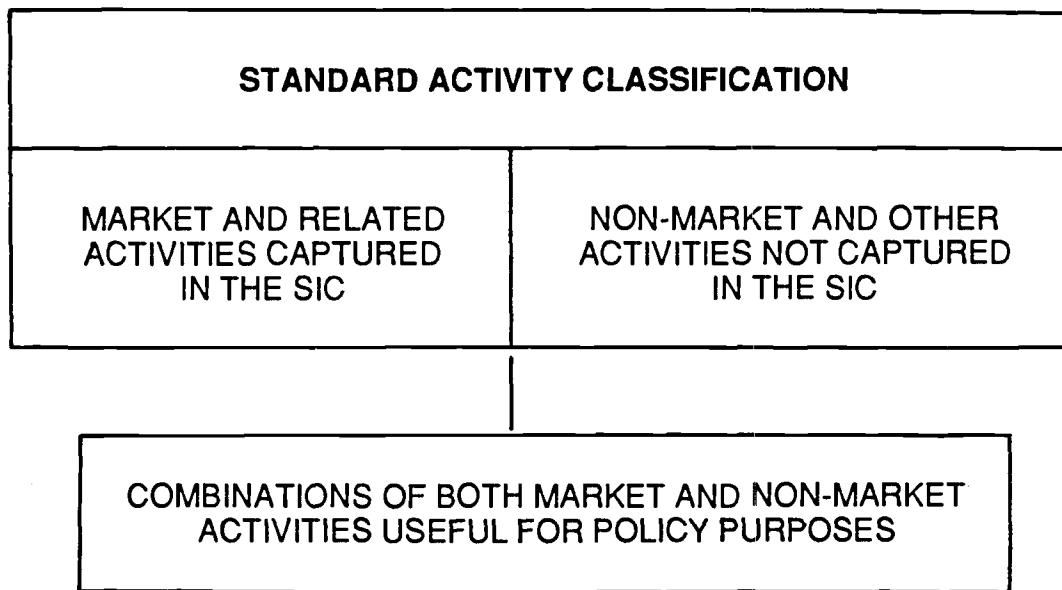 STANDARD ACTIVITY CLASSIFICATION
MARKET AND RELATED
ACTIVITIES CAPTURED
IN THE SIC
NON-MARKET AND OTHER
ACTIVITIES NOT CAPTURED
IN THE SIC
COMBINATIONS OF BOTH MARKET AND NON-MARKET
ACTIVITIES USEFUL FOR POLICY PURPOSES